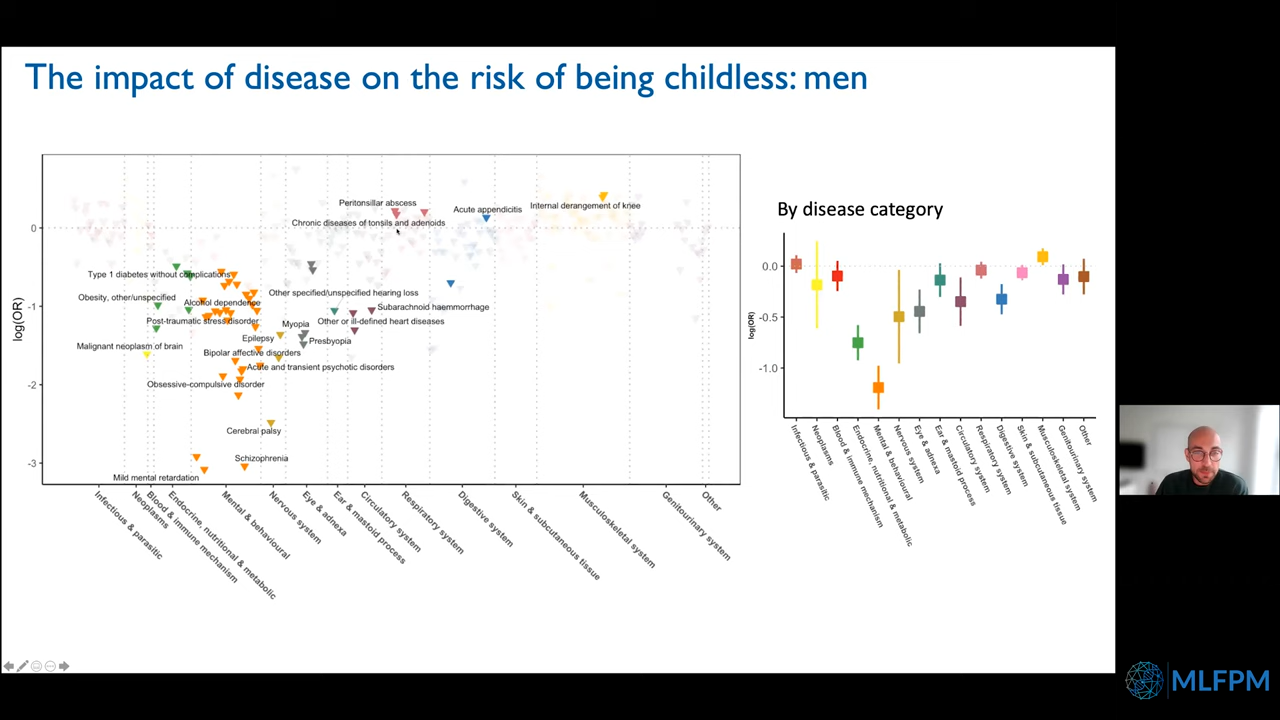 The impact of disease on the risk of being childless: men
Peritonsillar abscess
Chronic diseases of tonsils and adenoids
Acute appendicitis
Internal derangement of knee
Type 1 diabetes without complications
Obesity, other/unspecified
Alcohol dependence
Other specified/unspecified hearing loss
Subarachnoid haemorrhage
Post-traumatic stress disorder
Other or ill-defined heart diseases
Myopia
Epilepsy
Presbyopia
Malignant neoplasm of brain
Bipolar affective disorders
Acute and transient psychotic disorders
Obsessive-compulsive disorder
Cerebral palsy
Schizophrenia
Mild mental retardation
log(OR)
0
-1
-2
-3
Infectious & parasitic
Neoplasms
Blood & immune mechanism
Endocrine, nutritional & metabolic
Mental & behavioural
Nervous system
Eye & adnexa
Ear & mastoid process
Circulatory system
Respiratory system
Digestive system
Skin & subcutaneous tissue
Musculoskeletal system
Genitourinary system
Other
By disease category
log(OR)
0.0
-0.5
-1.0
Infectious & parasitic
Neoplasms
Blood & immune mechanism
Endocrine, nutritional & metabolic
Mental & behavioural
Nervous system
Eye & adnexa
Ear & mastoid process
Circulatory system
Respiratory system
Digestive system
Skin & subcutaneous tissue
Musculoskeletal system
Genitourinary system
Other
MLFPM